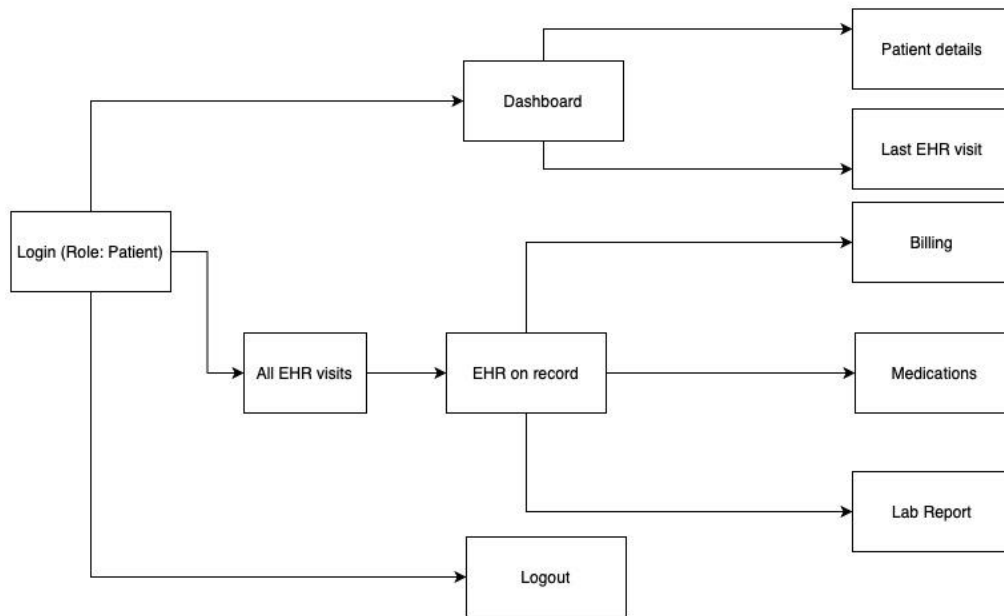 Patient details
Dashboard
Last EHR visit
Login (Role: Patient)
Billing
All EHR visits
EHR on record
Medications
Lab Report
Logout